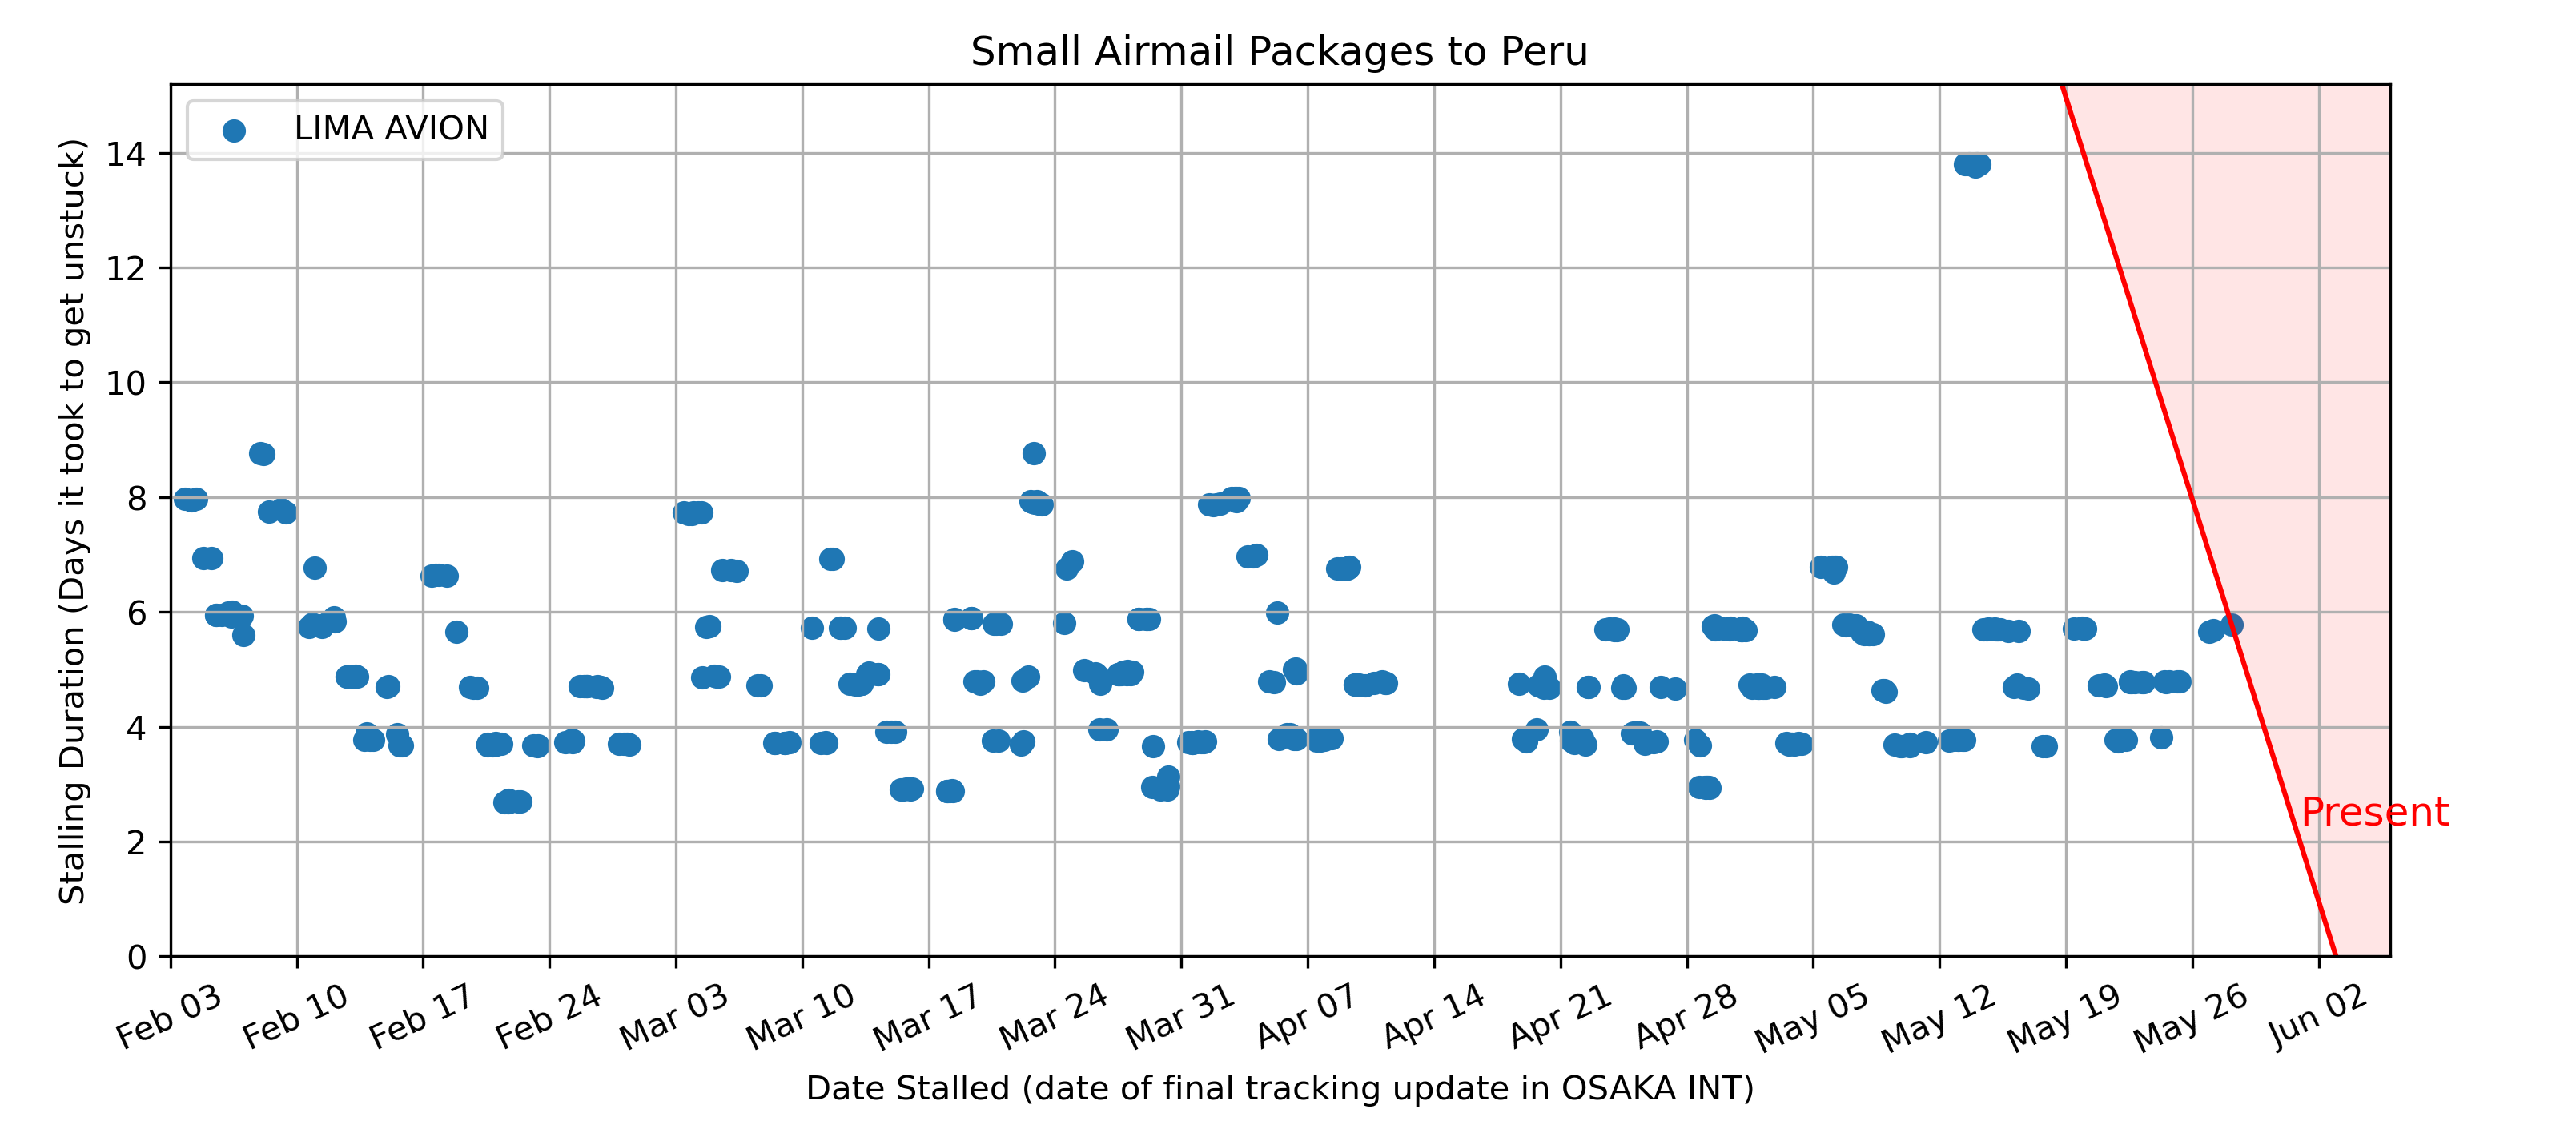 Small Airmail Packages to Peru
LIMA AVION
Stalling Duration (Days it took to get unstuck)
14
12
10
8
6
4
2
0
Present
Feb 03
Feb 10
Feb 17
Feb 24
Mar 03
Mar 10
Mar 17
Mar 24
Mar 31
Apr 07
Apr 14
Apr 21
Apr 28
May 05
May 12
May 19
May 26
Jun 02
Date Stalled (date of final tracking update in OSAKA INT)